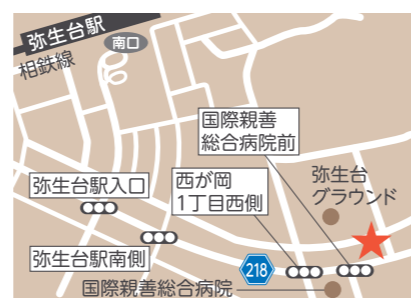 弥生台駅
南口
相鉄線
国際親善
総合病院前
弥生台駅入口
西が岡
1丁目西側
弥生台
グラウンド
弥生台駅南側
218
国際親善総合病院